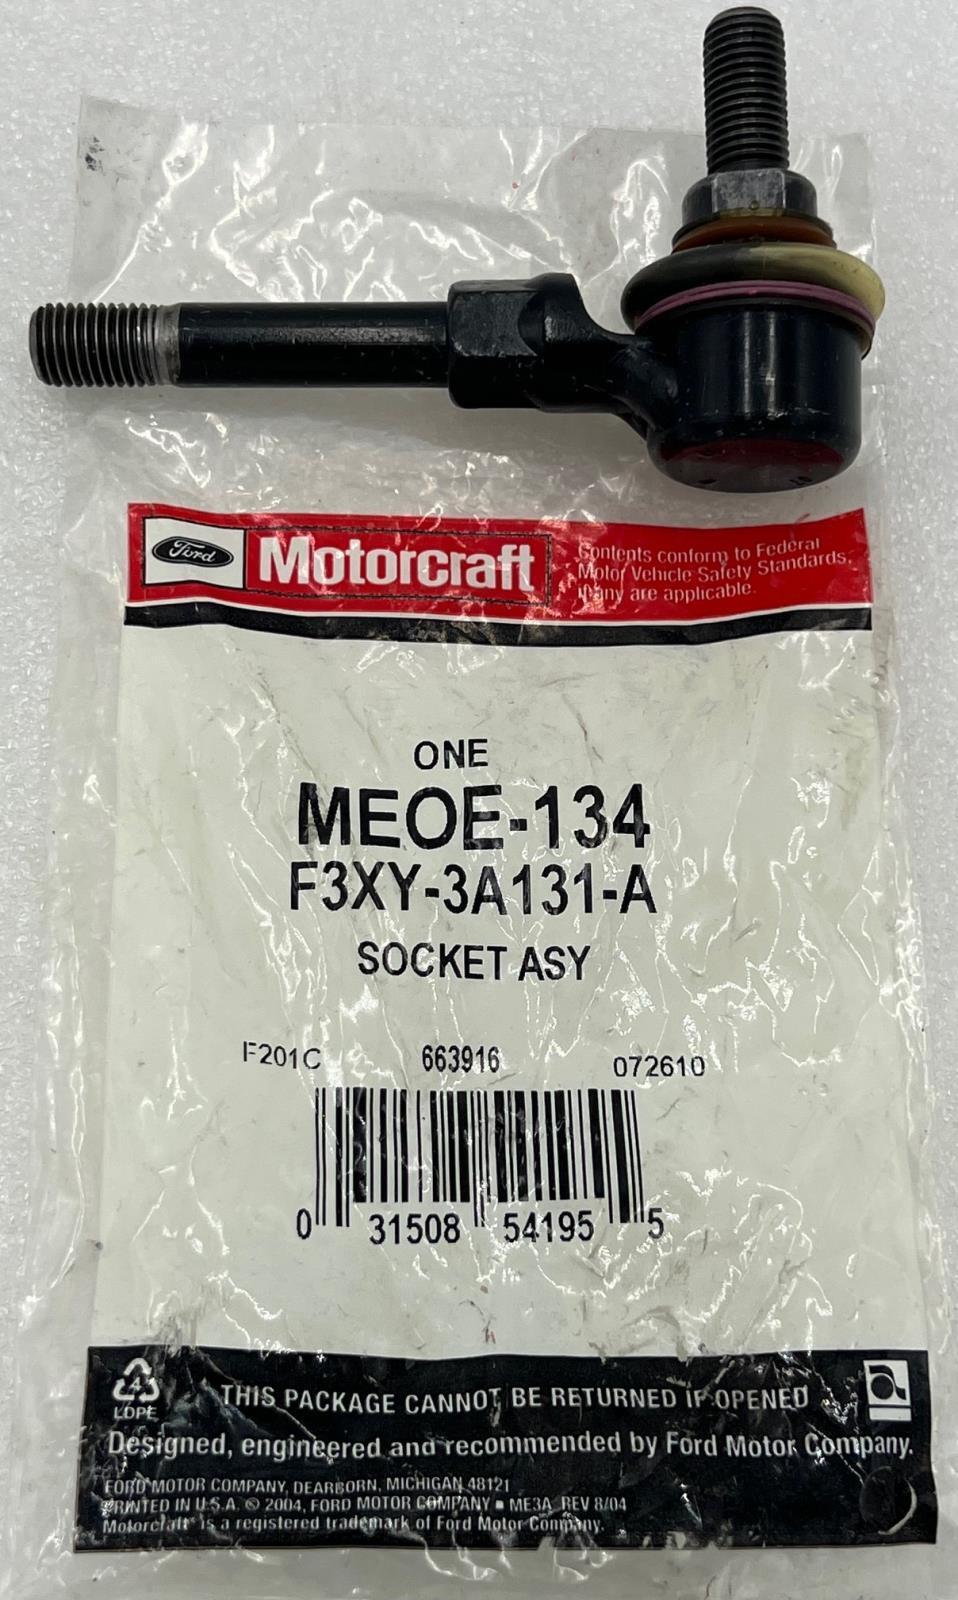 Ford Motorcraft
Contents conform to Federal
Motor Vehicle Safety Standards,
if any are applicable.
ONE
MEOE-134
F3XY-3A131-A
SOCKET ASY
F201C 663916 072610
0 31508 54195 5
4
LDPE
THIS PACKAGE CANNOT BE RETURNED IF OPENED
Designed, engineered and recommended by Ford Motor Company.
FORD MOTOR COMPANY, DEARBORN, MICHIGAN 48121
PRINTED IN U.S.A. © 2004, FORD MOTOR COMPANY ■ ME3A REV 8/04
Motorcraft® is a registered trademark of Ford Motor Company.